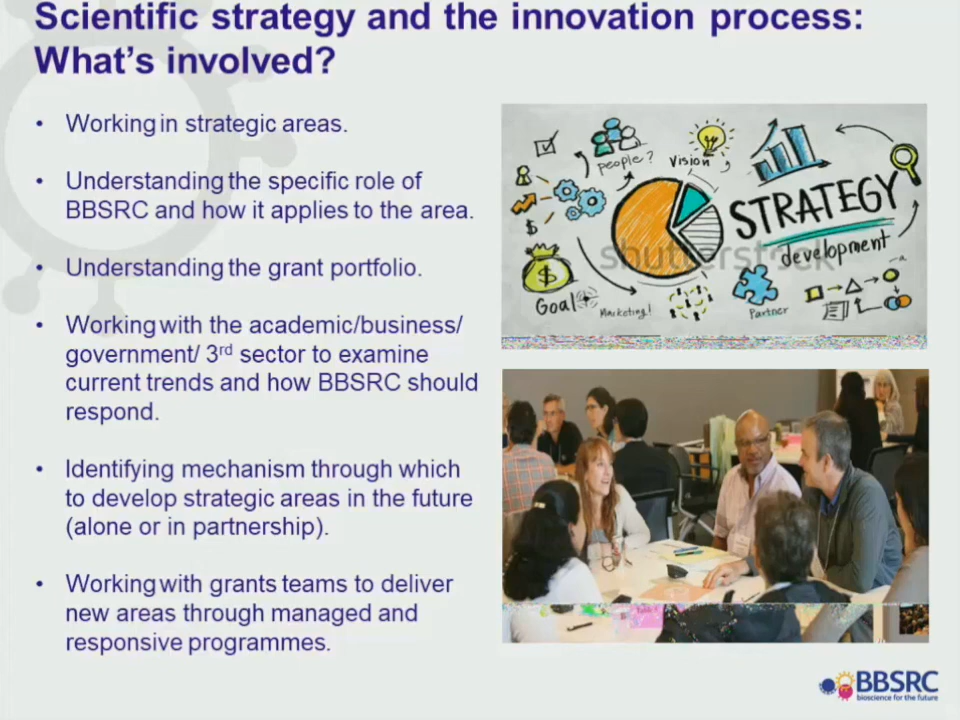 Scientific strategy and the innovation process:
What's involved?
• Working in strategic areas.
• Understanding the specific role of
BBSRC and how it applies to the area.
• Understanding the grant portfolio.
• Working with the academic/business/
government/ 3rd sector to examine
current trends and how BBSRC should
respond.
• Identifying mechanism through which
to develop strategic areas in the future
(alone or in partnership).
• Working with grants teams to deliver
new areas through managed and
responsive programmes.
people?
Vision
STRATEGY
development
$
$
shutterstock
Goal
Marketing!
Partner
BBSRC
bioscience for the future